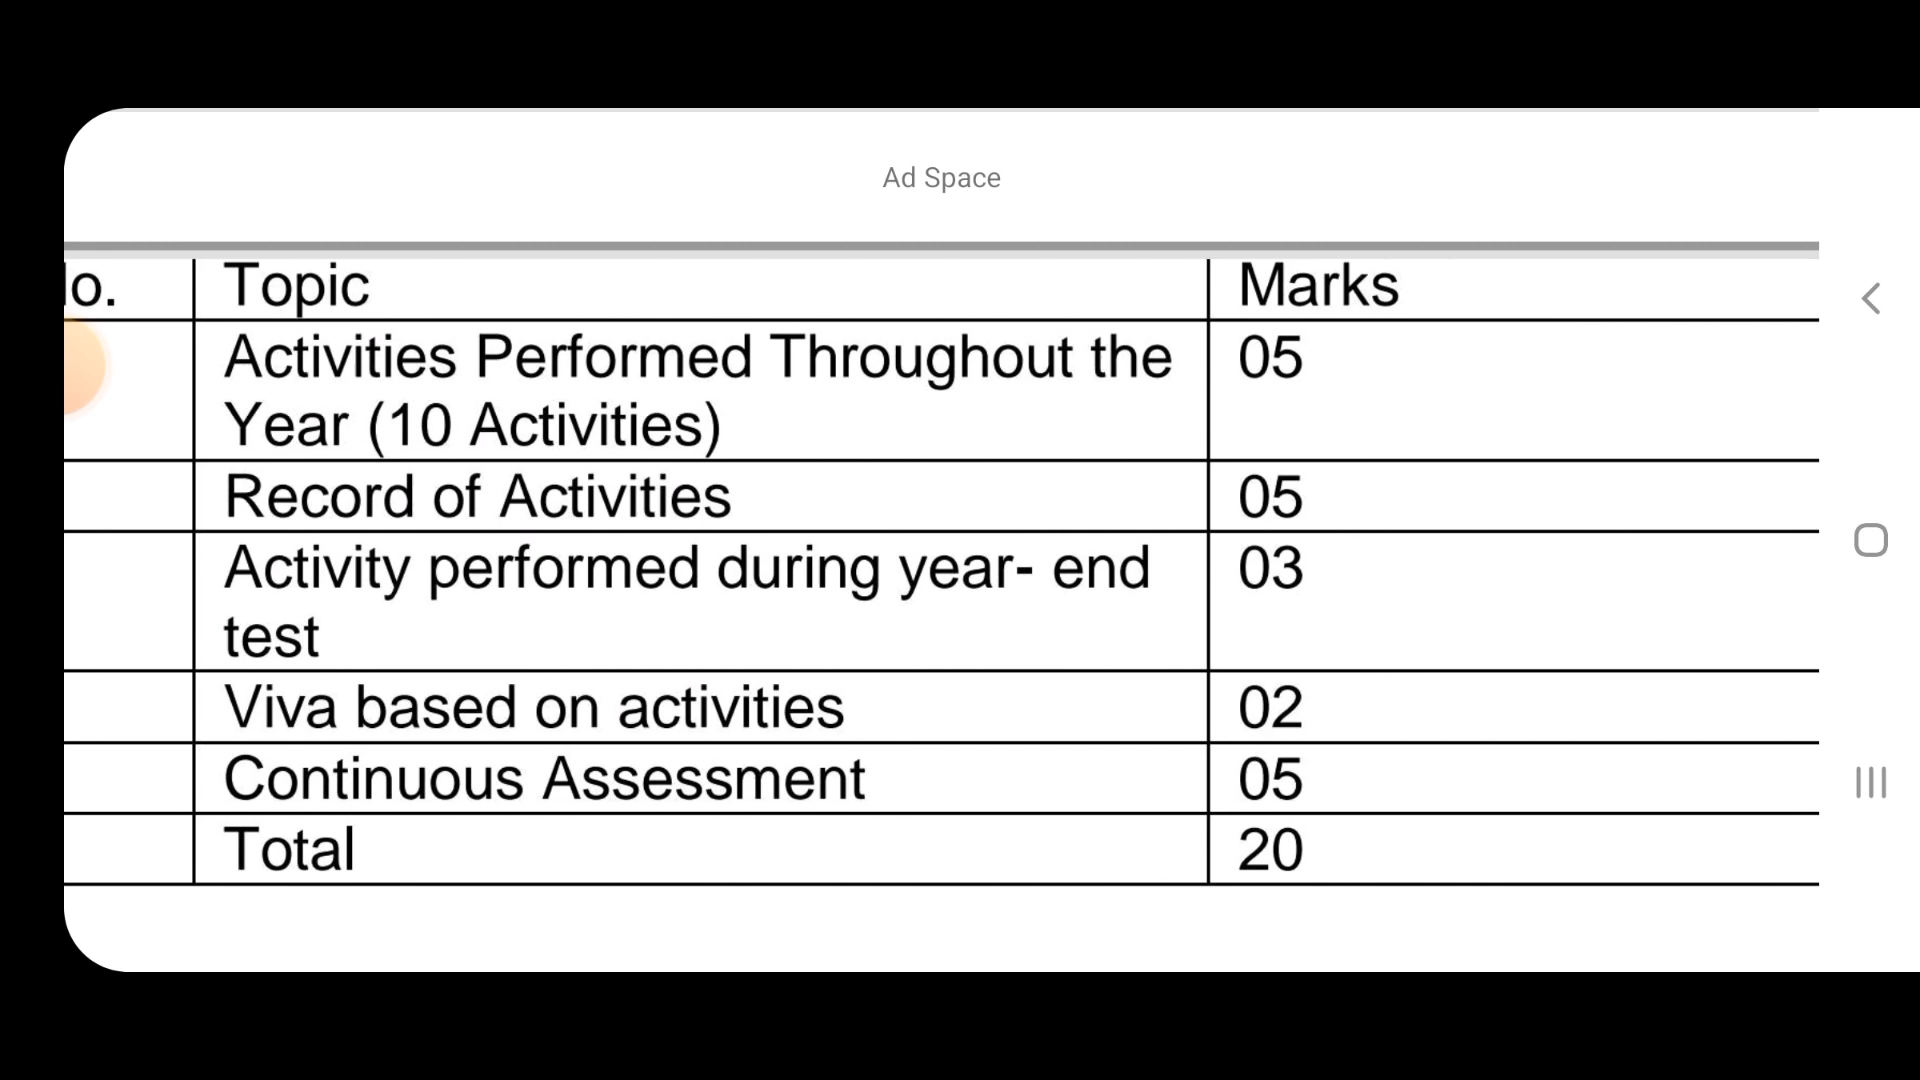 Ad Space
o. Topic Marks
Activities Performed Throughout the 05
Year (10 Activities)
Record of Activities 05
Activity performed during year- end 03
test
Viva based on activities 02
Continuous Assessment 05
Total 20